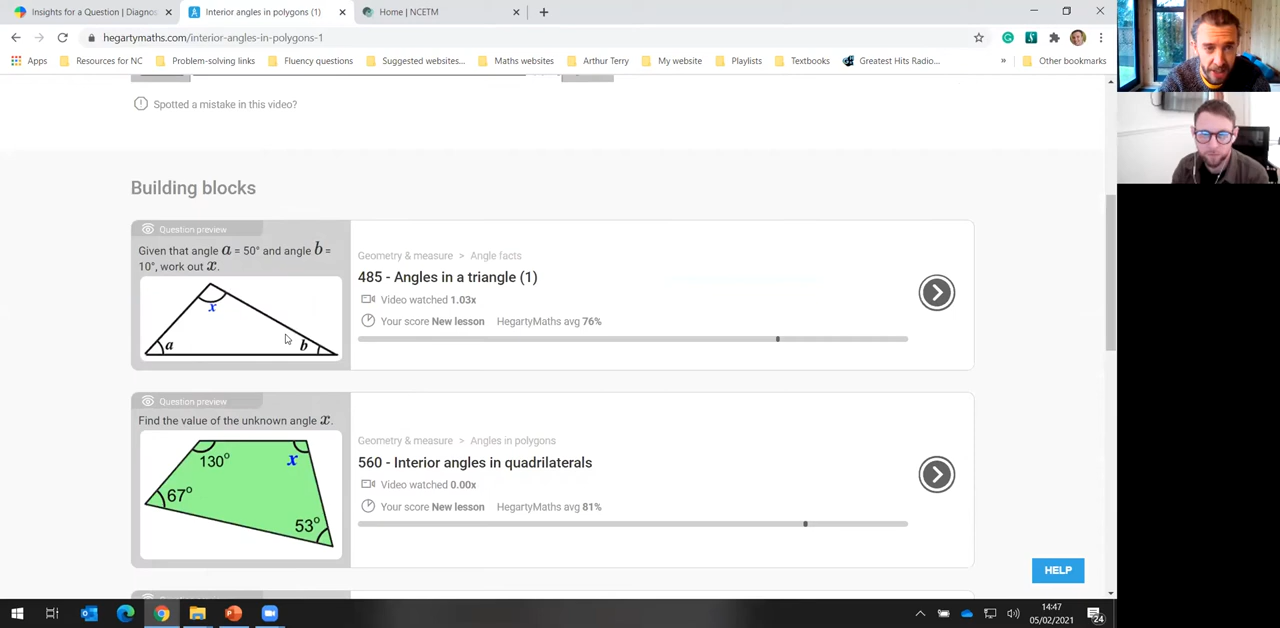 Insights for a Question | Diagnos
Interior angles in polygons (1)
Home | NCETM
hegartymaths.com/interior-angles-in-polygons-1
Apps
Resources for NC
Problem-solving links
Fluency questions
Suggested websites...
Maths websites
Arthur Terry
My website
Playlists
Textbooks
Greatest Hits Radio...
»
Other bookmarks
Spotted a mistake in this video?
Building blocks
Question preview
Given that angle a = 50° and angle b =
10°, work out x.
x
a
b
Geometry & measure > Angle facts
485 - Angles in a triangle (1)
Video watched 1.03x
Your score New lesson HegartyMaths avg 76%
Question preview
Find the value of the unknown angle x.
130°
x
67°
53°
Geometry & measure > Angles in polygons
560 - Interior angles in quadrilaterals
Video watched 0.00x
Your score New lesson HegartyMaths avg 81%
HELP
14:47
05/02/2021
24